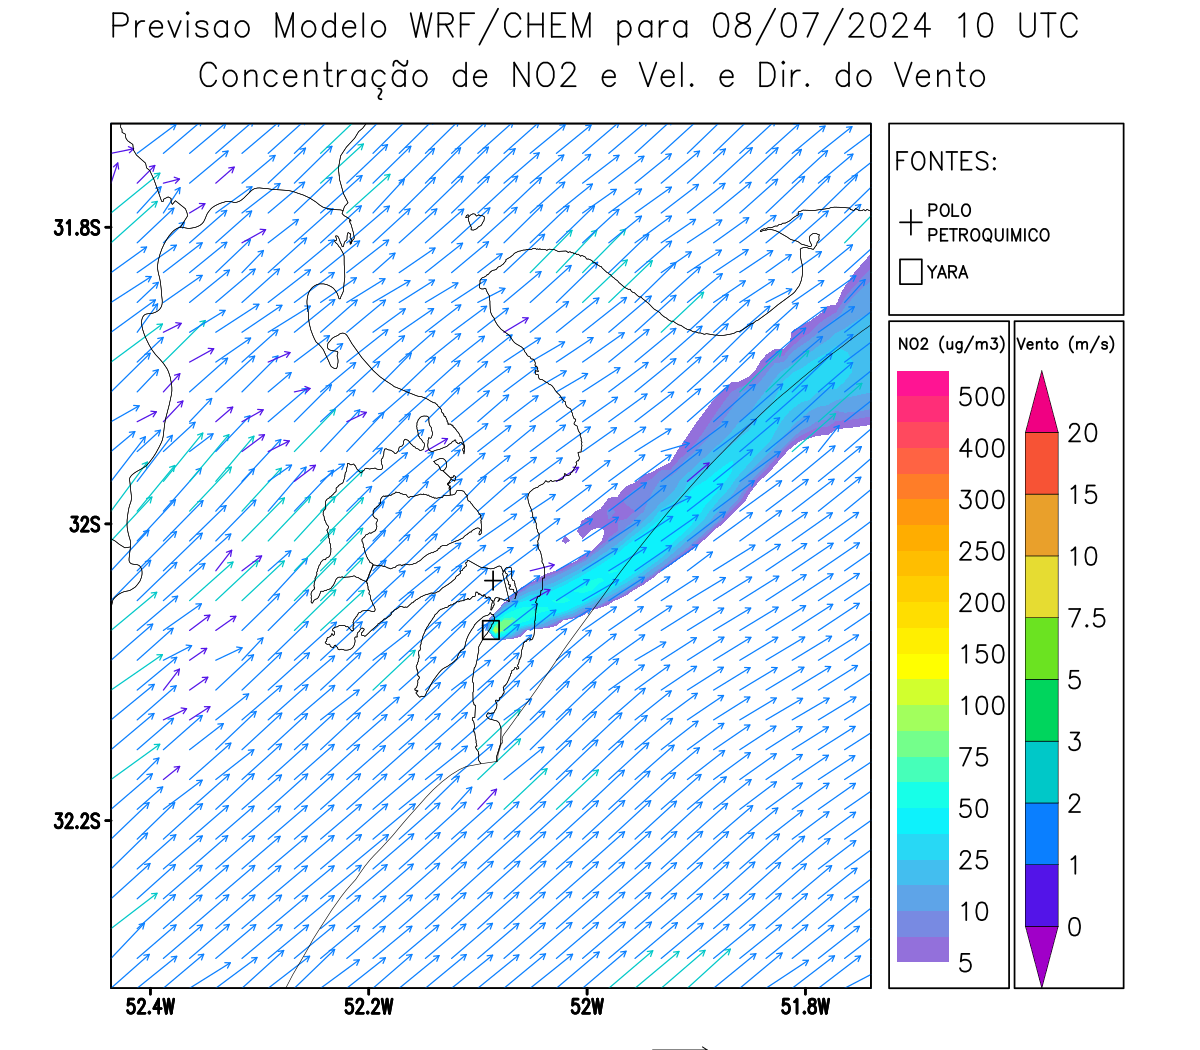 Previsao Modelo WRF/CHEM para 08/07/2024 10 UTC
Concentração de NO2 e Vel. e Dir. do Vento
31.8S
32S
32.2S
52.4W
52.2W
52W
51.8W
FONTES:
POLO
PETROQUIMICO
YARA
NO2 (ug/m3)
500
400
300
250
200
150
100
75
50
25
10
5
Vento (m/s)
20
15
10
7.5
5
3
2
1
0